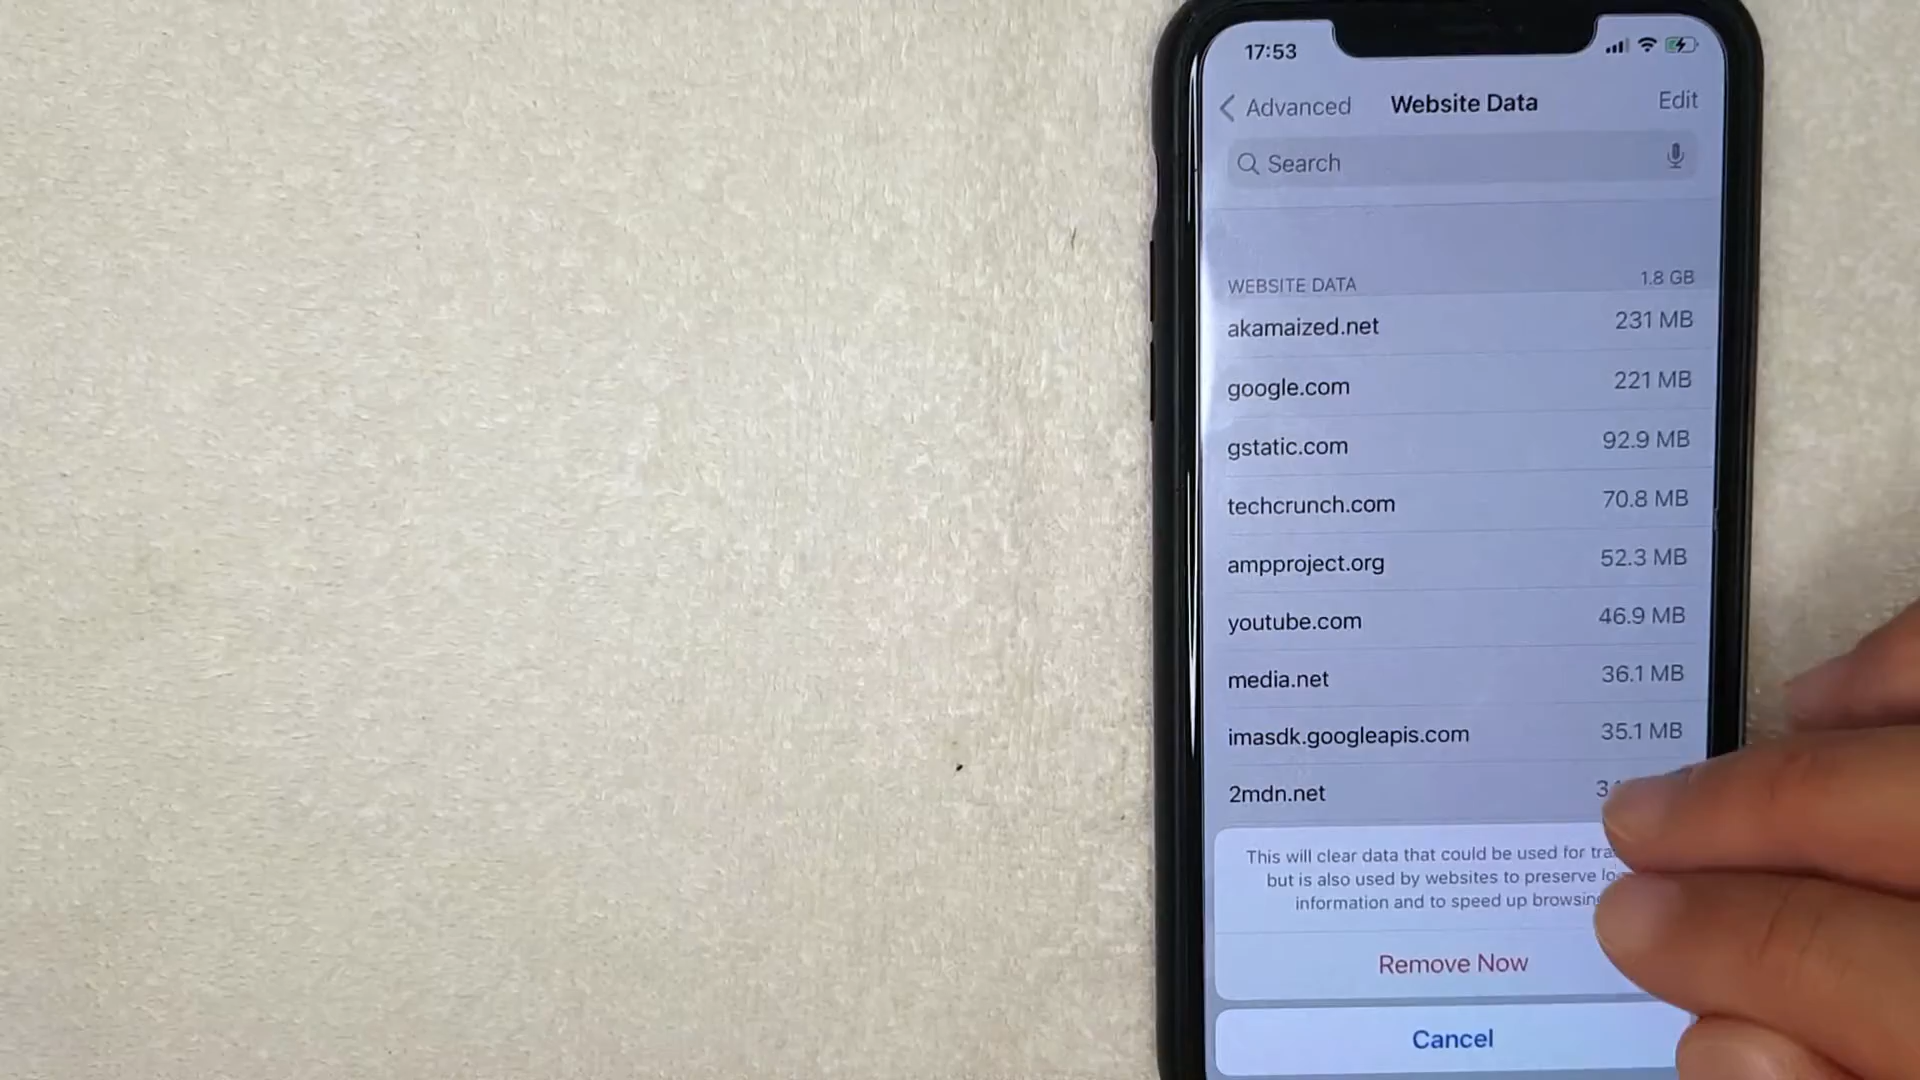 17:53
Advanced Website Data Edit
Search
WEBSITE DATA 1.8 GB
akamaized.net 231 MB
google.com 221 MB
gstatic.com 92.9 MB
techcrunch.com 70.8 MB
ampproject.org 52.3 MB
youtube.com 46.9 MB
media.net 36.1 MB
imasdk.googleapis.com 35.1 MB
2mdn.net
This will clear data that could be used for
but is also used by websites to preserve
information and to speed up browsing
Remove Now
Cancel